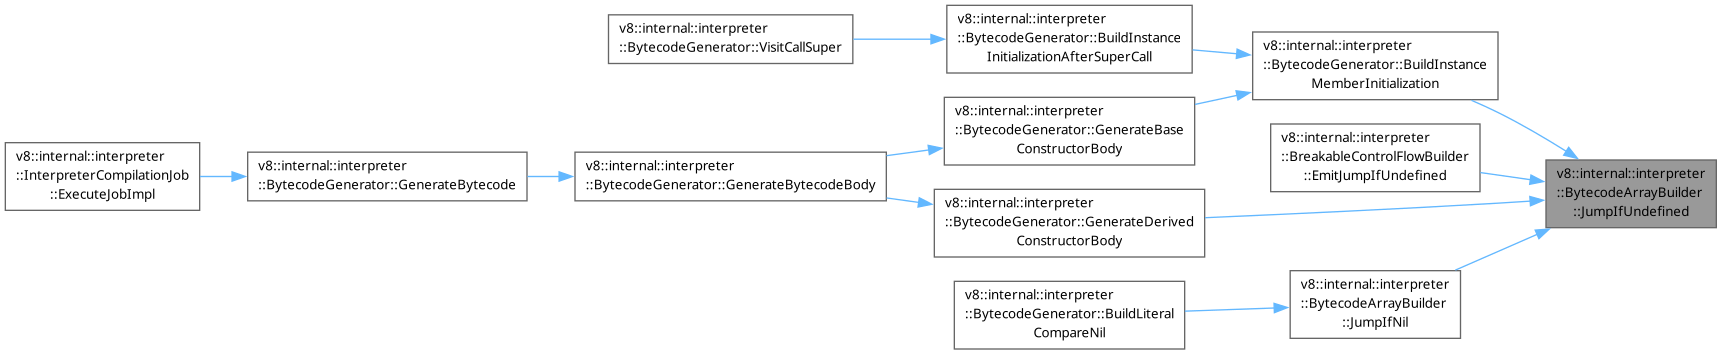 v8::internal::interpreter
::BytecodeGenerator::VisitCallSuper
v8::internal::interpreter
::BytecodeGenerator::BuildInstance
InitializationAfterSuperCall
v8::internal::interpreter
::BytecodeGenerator::BuildInstance
MemberInitialization
v8::internal::interpreter
::BytecodeGenerator::GenerateBase
ConstructorBody
v8::internal::interpreter
::BreakableControlFlowBuilder
::EmitJumpIfUndefined
v8::internal::interpreter
::InterpreterCompilationJob
::ExecuteJobImpl
v8::internal::interpreter
::BytecodeGenerator::GenerateBytecode
v8::internal::interpreter
::BytecodeGenerator::GenerateBytecodeBody
v8::internal::interpreter
::BytecodeArrayBuilder
::JumpIfUndefined
v8::internal::interpreter
::BytecodeGenerator::GenerateDerived
ConstructorBody
v8::internal::interpreter
::BytecodeGenerator::BuildLiteral
CompareNil
v8::internal::interpreter
::BytecodeArrayBuilder
::JumpIfNil